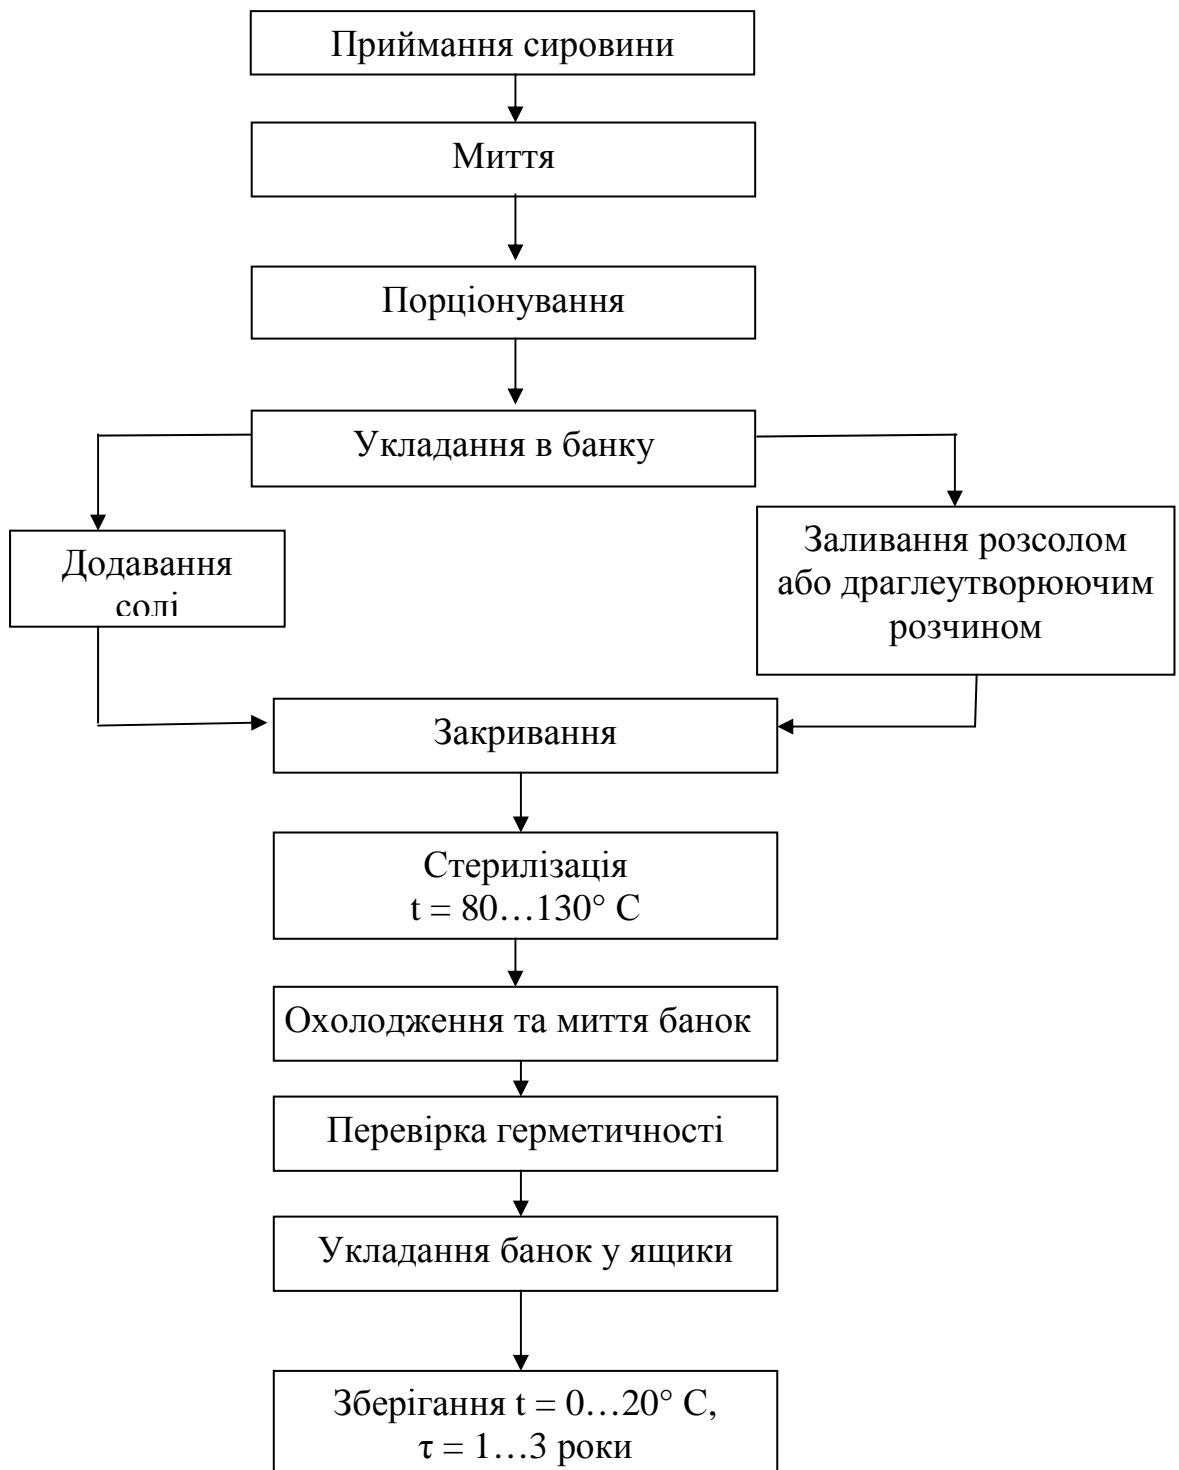 Приймання сировини
Миття
Порціонування
Укладання в банку
Додавання
солі
Заливання розсолом
або драглеутворюючим
розчином
Закривання
Стерилізація
t = 80…130° С
Охолодження та миття банок
Перевірка герметичності
Укладання банок у ящики
Зберігання t = 0…20° С,
τ = 1…3 роки